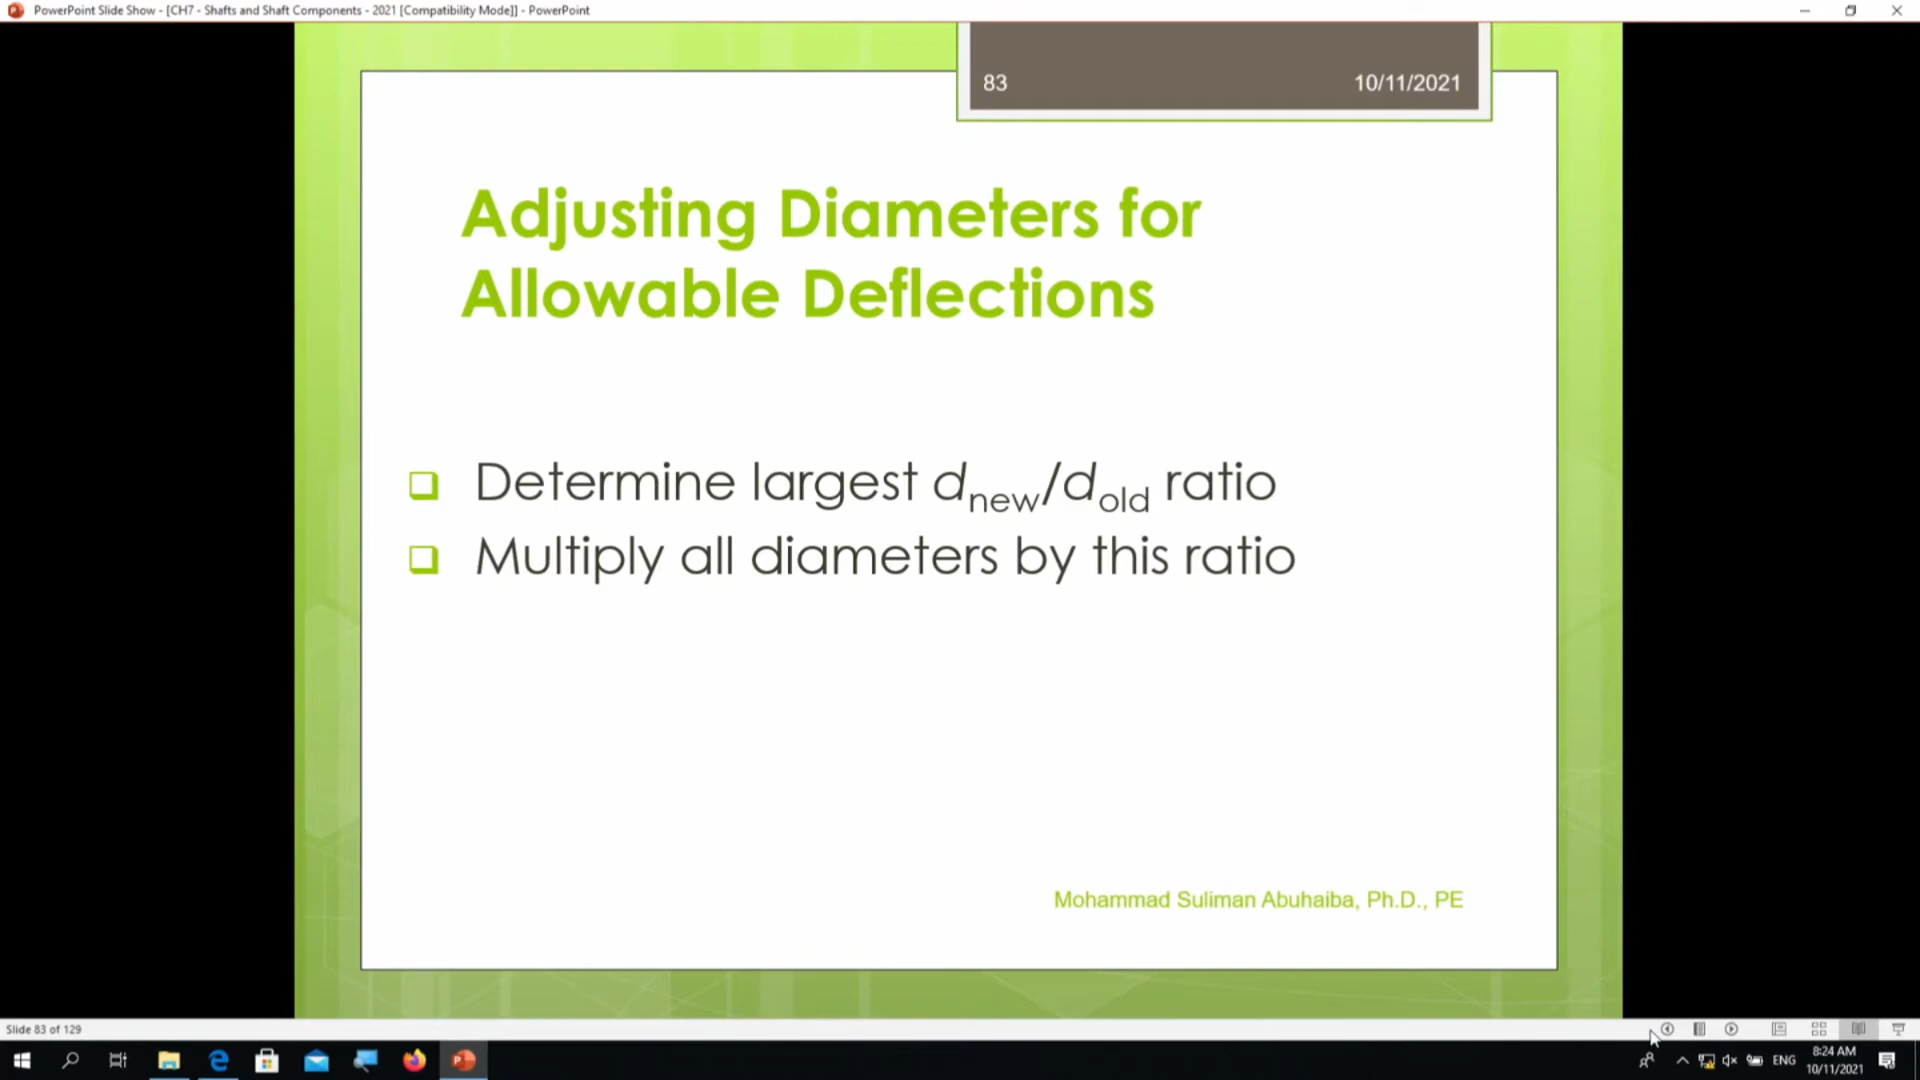 PowerPoint Slide Show - [CH7 - Shafts and Shaft Components - 2021 [Compatibility Mode]] - PowerPoint
83 10/11/2021
Adjusting Diameters for
Allowable Deflections
Determine largest dnew/dold ratio
Multiply all diameters by this ratio
Mohammad Suliman Abuhaiba, Ph.D., PE
Slide 83 of 129
ENG
8:24 AM
10/11/2021